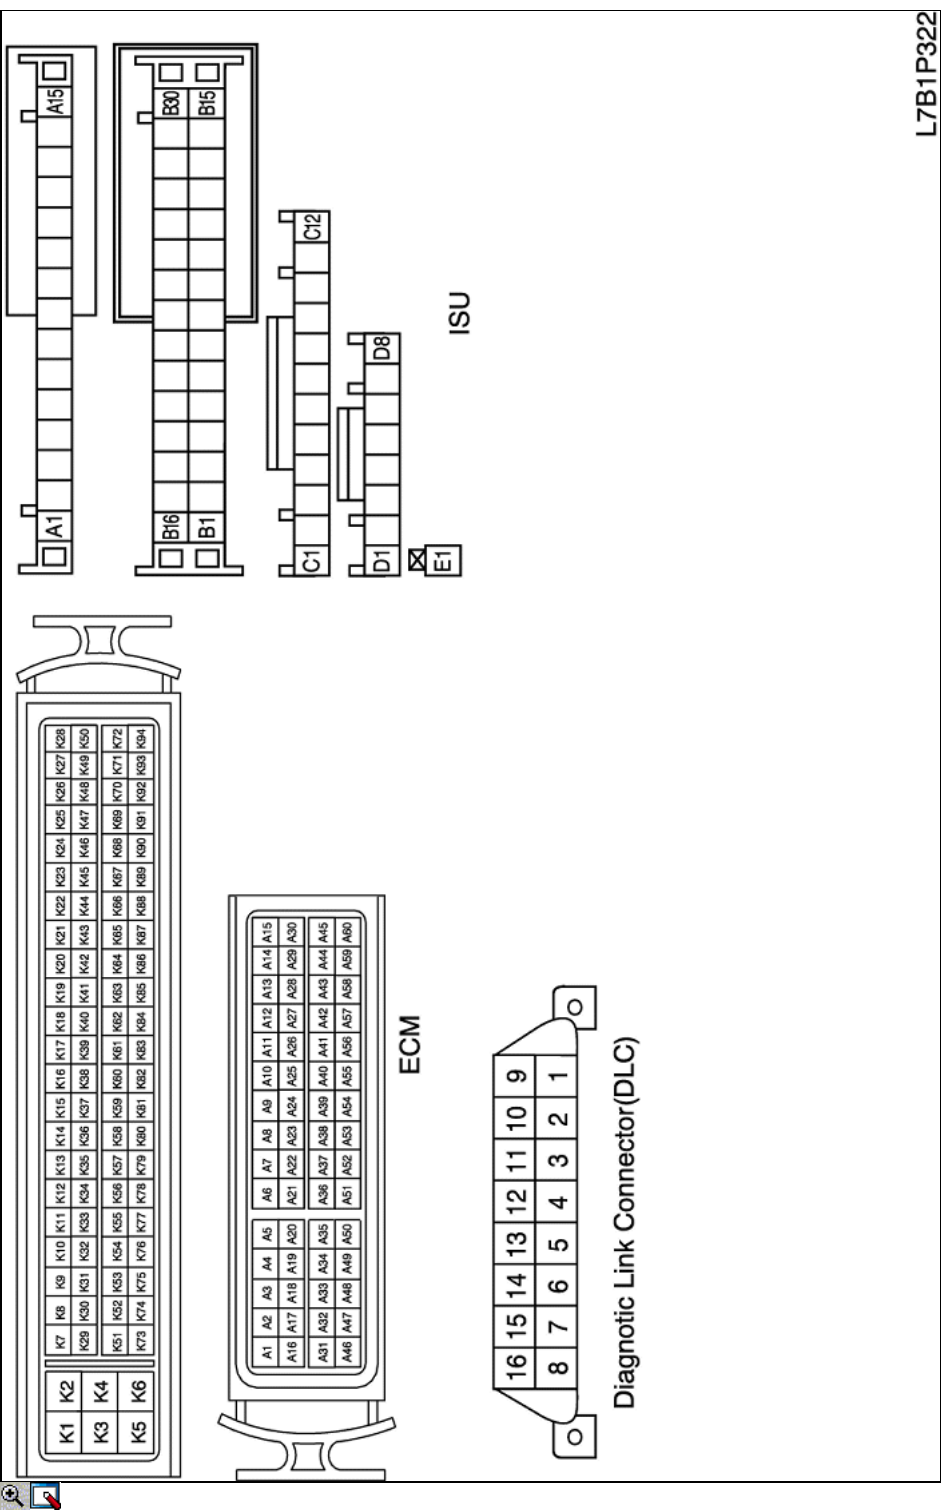 K1 K2 K7 K8 K9 K10 K11 K12 K13 K14 K15 K16 K17 K18 K19 K20 K21 K22 K23 K24 K25 K26 K27 K28
K3 K4 K29 K30 K31 K32 K33 K34 K35 K36 K37 K38 K39 K40 K41 K42 K43 K44 K45 K46 K47 K48 K49 K50
K51 K52 K53 K54 K55 K56 K57 K58 K59 K60 K61 K62 K63 K64 K65 K66 K67 K68 K69 K70 K71 K72
K5 K6 K73 K74 K75 K76 K77 K78 K79 K80 K81 K82 K83 K84 K85 K86 K87 K88 K89 K90 K91 K92 K93 K94
A1 A2 A3 A4 A5 A6 A7 A8 A9 A10 A11 A12 A13 A14 A15
A16 A17 A18 A19 A20 A21 A22 A23 A24 A25 A26 A27 A28 A29 A30
A31 A32 A33 A34 A35 A36 A37 A38 A39 A40 A41 A42 A43 A44 A45
A46 A47 A48 A49 A50 A51 A52 A53 A54 A55 A56 A57 A58 A59 A60
ECM
16 15 14 13 12 11 10 9
8 7 6 5 4 3 2 1
Diagnotic Link Connector(DLC)
A1 A15
B16 B30
B1 B15
C1 C12
D1 D8
E1
ISU
L7B1P322